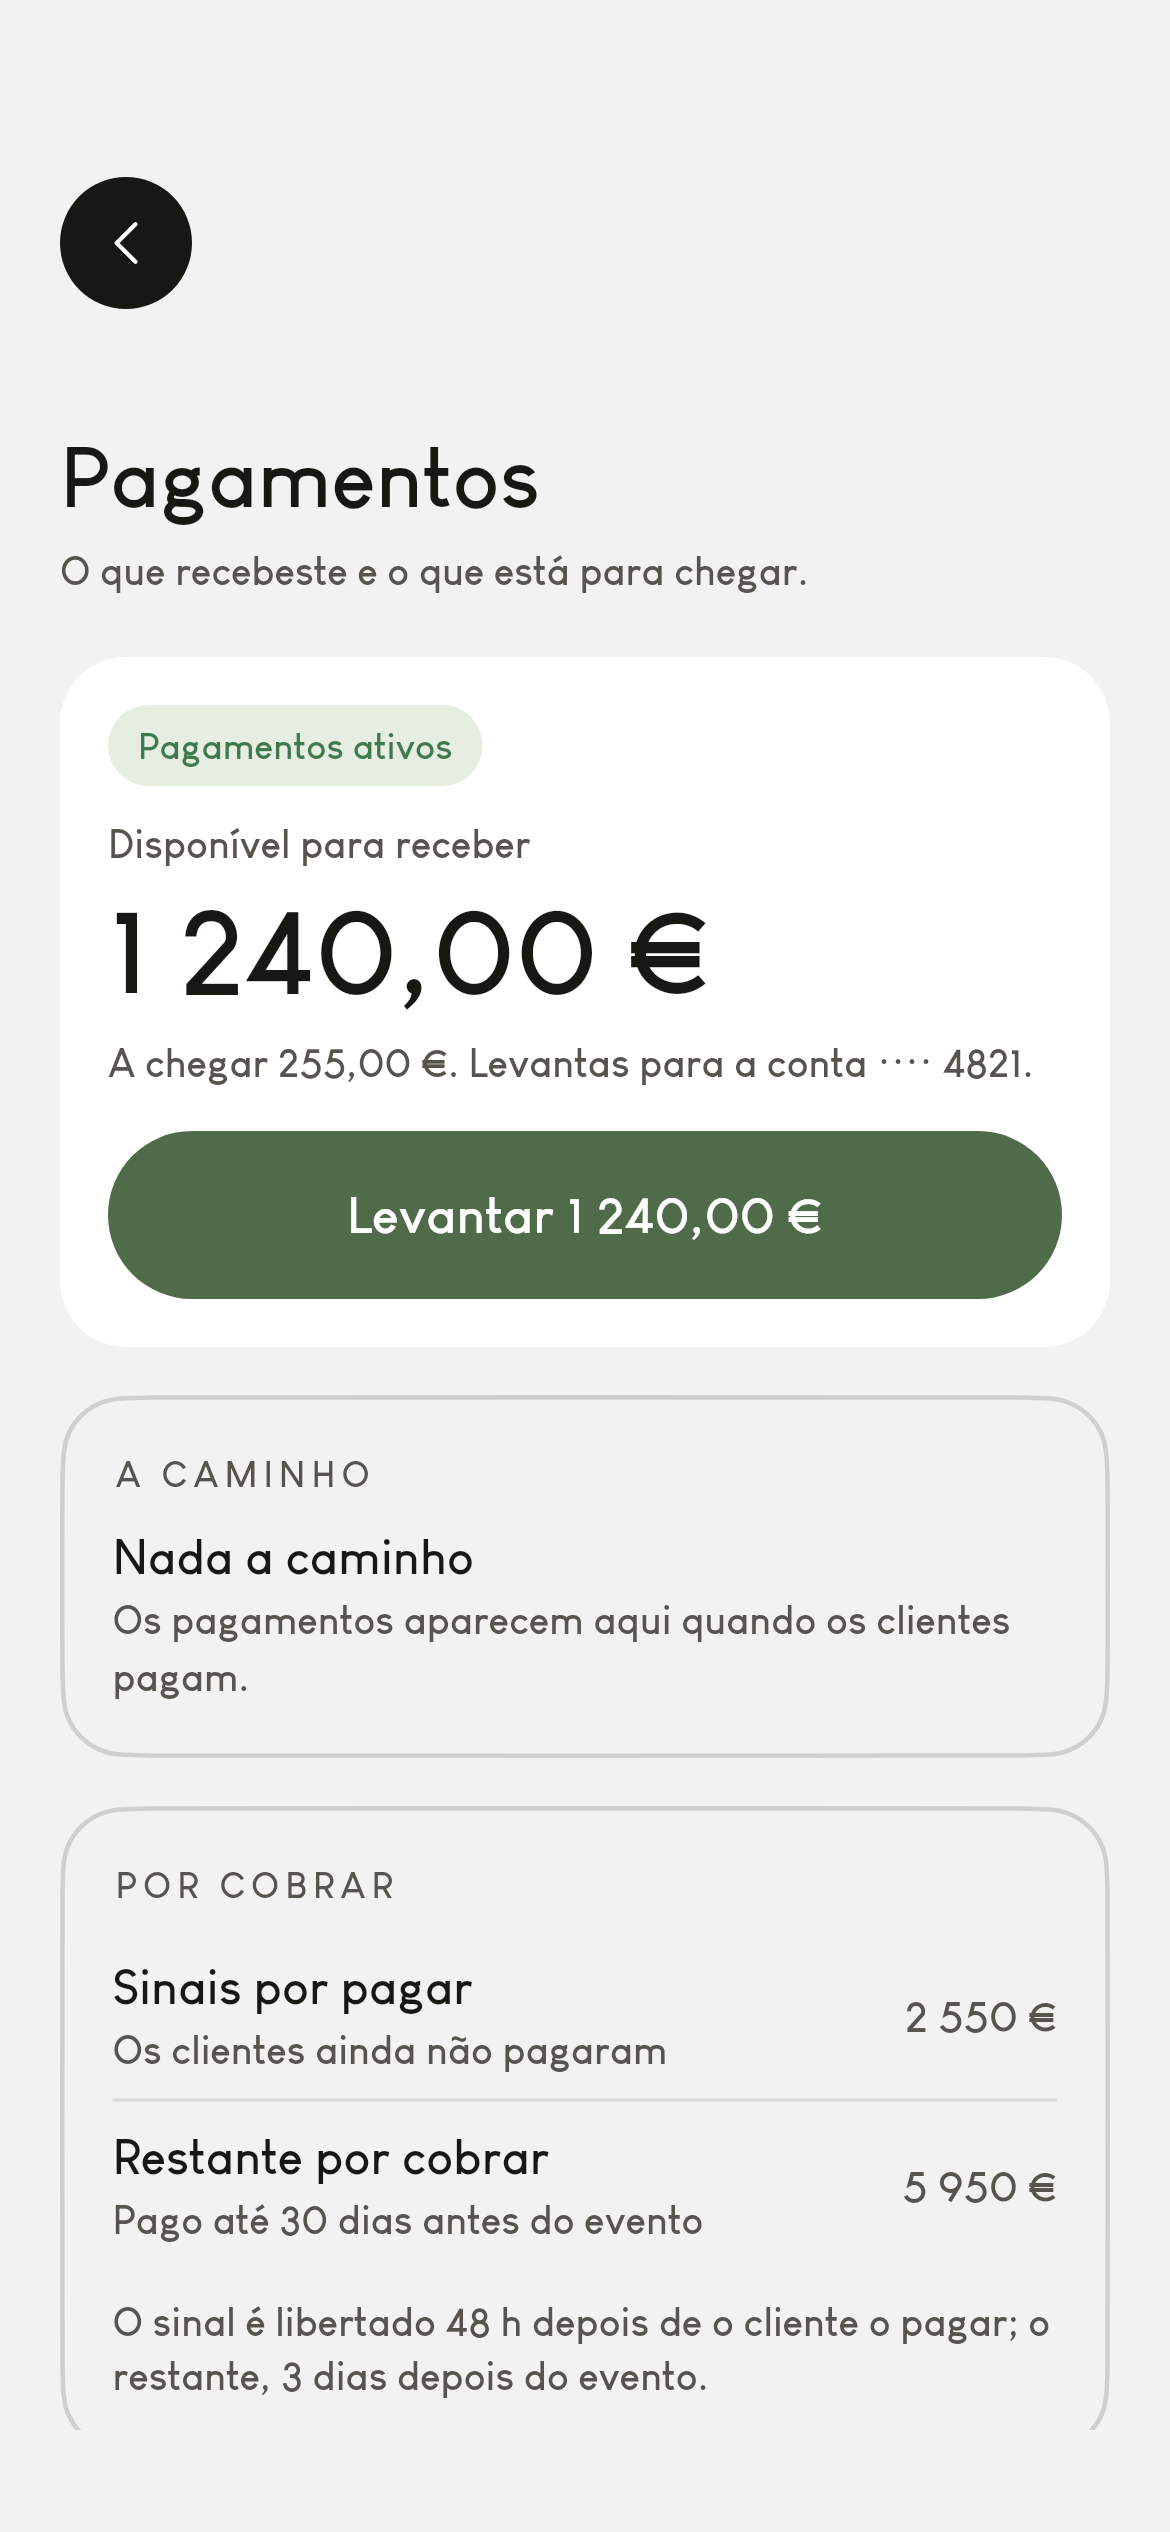 Pagamentos
O que recebeste e o que está para chegar.
Pagamentos ativos
Disponível para receber
1 240,00 €
A chegar 255,00 €. Levantas para a conta ···· 4821.
Levantar 1 240,00 €
A CAMINHO
Nada a caminho
Os pagamentos aparecem aqui quando os clientes
pagam.
POR COBRAR
Sinais por pagar
2 550 €
Os clientes ainda não pagaram
Restante por cobrar
5 950 €
Pago até 30 dias antes do evento
O sinal é libertado 48 h depois de o cliente o pagar; o
restante, 3 dias depois do evento.